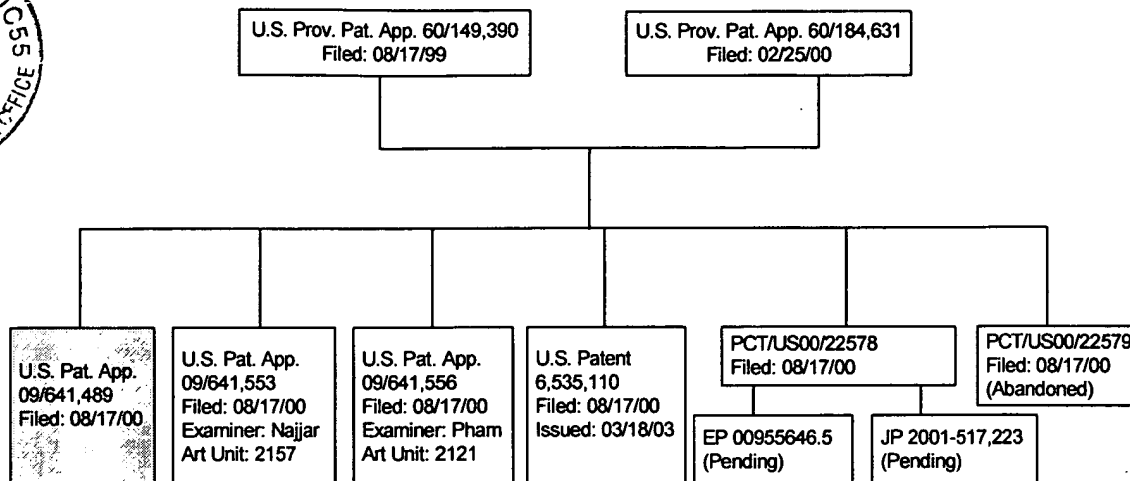 U.S. Prov. Pat. App. 60/149,390
Filed: 08/17/99
U.S. Prov. Pat. App. 60/184,631
Filed: 02/25/00
U.S. Pat. App.
09/641,489
Filed: 08/17/00
U.S. Pat. App.
09/641,553
Filed: 08/17/00
Examiner: Najjar
Art Unit: 2157
U.S. Pat. App.
09/641,556
Filed: 08/17/00
Examiner: Pham
Art Unit: 2121
U.S. Patent
6,535,110
Filed: 08/17/00
Issued: 03/18/03
PCT/US00/22578
Filed: 08/17/00
EP 00955646.5
(Pending)
JP 2001-517,223
(Pending)
PCT/US00/22579
Filed: 08/17/00
(Abandoned)